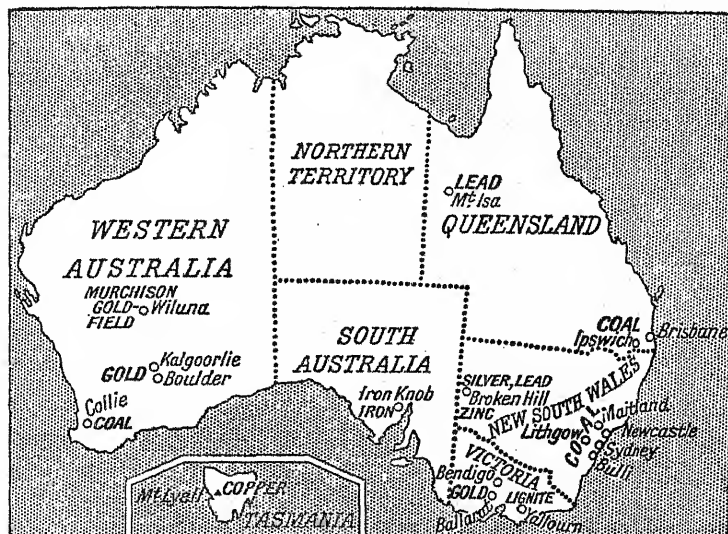 NORTHERN
TERRITORY
LEAD
Mt. Isa
QUEENSLAND
WESTERN
AUSTRALIA
MURCHISON
GOLD- Wiluna
FIELD
SOUTH
AUSTRALIA
COAL
Ipswich
Brisbane
GOLD
Kalgoorlie
Boulder
Collie
COAL
Iron Knob
IRON
SILVER, LEAD
Broken Hill
ZINC
NEW SOUTH WALES
Lithgow
COAL
Maitland
Newcastle
Sydney
Bulli
VICTORIA
Bendigo
GOLD
Ballarat
LIGNITE
Yallourn
Mt. Lyell
COPPER
TASMANIA